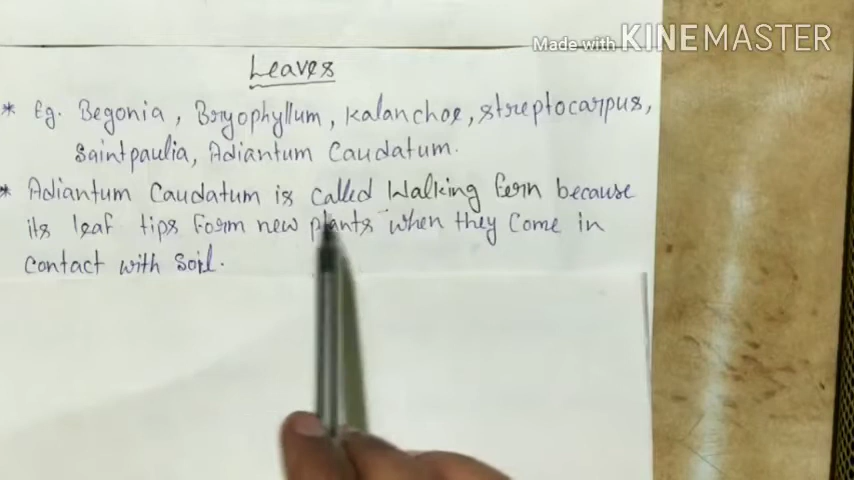 Made with KINEMASTER
Leaves
* Eg. Begonia, Bryophyllum, Kalanchoe, Streptocarpus,
Saintpaulia, Adiantum Caudatum.
* Adiantum Caudatum is called Walking Fern because
its leaf tips form new plants when they come in
contact with soil.